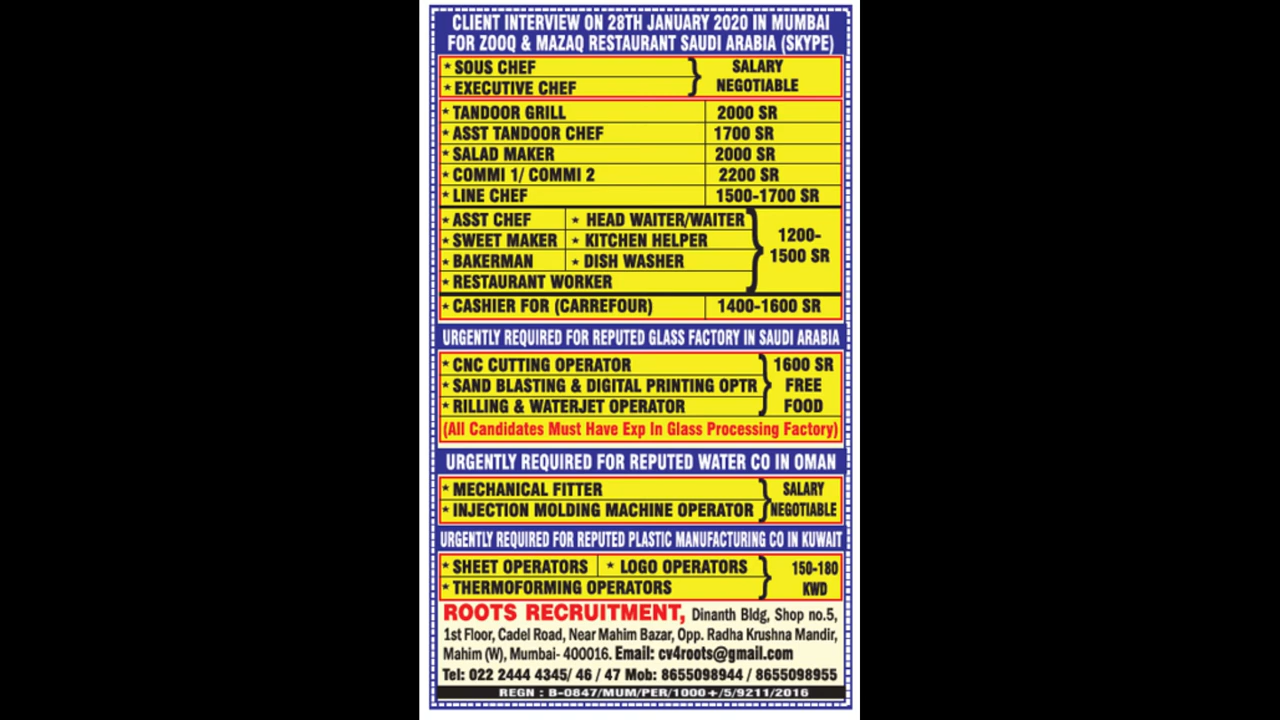 CLIENT INTERVIEW ON 28TH JANUARY 2020 IN MUMBAI
FOR ZOOQ & MAZAQ RESTAURANT SAUDI ARABIA (SKYPE)
★ SOUS CHEF
★ EXECUTIVE CHEF
SALARY
NEGOTIABLE
★ TANDOOR GRILL 2000 SR
★ ASST TANDOOR CHEF 1700 SR
★ SALAD MAKER 2000 SR
★ COMMI 1/ COMMI 2 2200 SR
★ LINE CHEF 1500-1700 SR
★ ASST CHEF ★ HEAD WAITER/WAITER
★ SWEET MAKER ★ KITCHEN HELPER
★ BAKERMAN ★ DISH WASHER
★ RESTAURANT WORKER
1200-
1500 SR
★ CASHIER FOR (CARREFOUR) 1400-1600 SR
URGENTLY REQUIRED FOR REPUTED GLASS FACTORY IN SAUDI ARABIA
★ CNC CUTTING OPERATOR
★ SAND BLASTING & DIGITAL PRINTING OPTR
★ RILLING & WATERJET OPERATOR
1600 SR
FREE
FOOD
(All Candidates Must Have Exp In Glass Processing Factory)
URGENTLY REQUIRED FOR REPUTED WATER CO IN OMAN
★ MECHANICAL FITTER
★ INJECTION MOLDING MACHINE OPERATOR
SALARY
NEGOTIABLE
URGENTLY REQUIRED FOR REPUTED PLASTIC MANUFACTURING CO IN KUWAIT
★ SHEET OPERATORS ★ LOGO OPERATORS
★ THERMOFORMING OPERATORS
150-180
KWD
ROOTS RECRUITMENT, Dinanth Bldg, Shop no.5,
1st Floor, Cadel Road, Near Mahim Bazar, Opp. Radha Krushna Mandir,
Mahim (W), Mumbai- 400016. Email: cv4roots@gmail.com
Tel: 022 2444 4345/ 46 / 47 Mob: 8655098944 / 8655098955
REGN : B-0847/MUM/PER/1000+/5/9211/2016